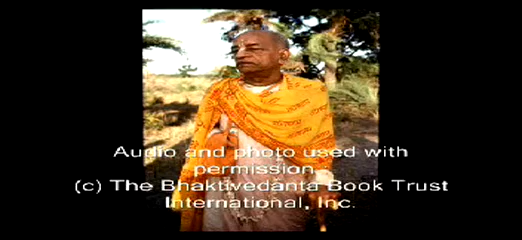 Audio and photo used with
permission.
(c) The Bhaktivedanta Book Trust
International, Inc.